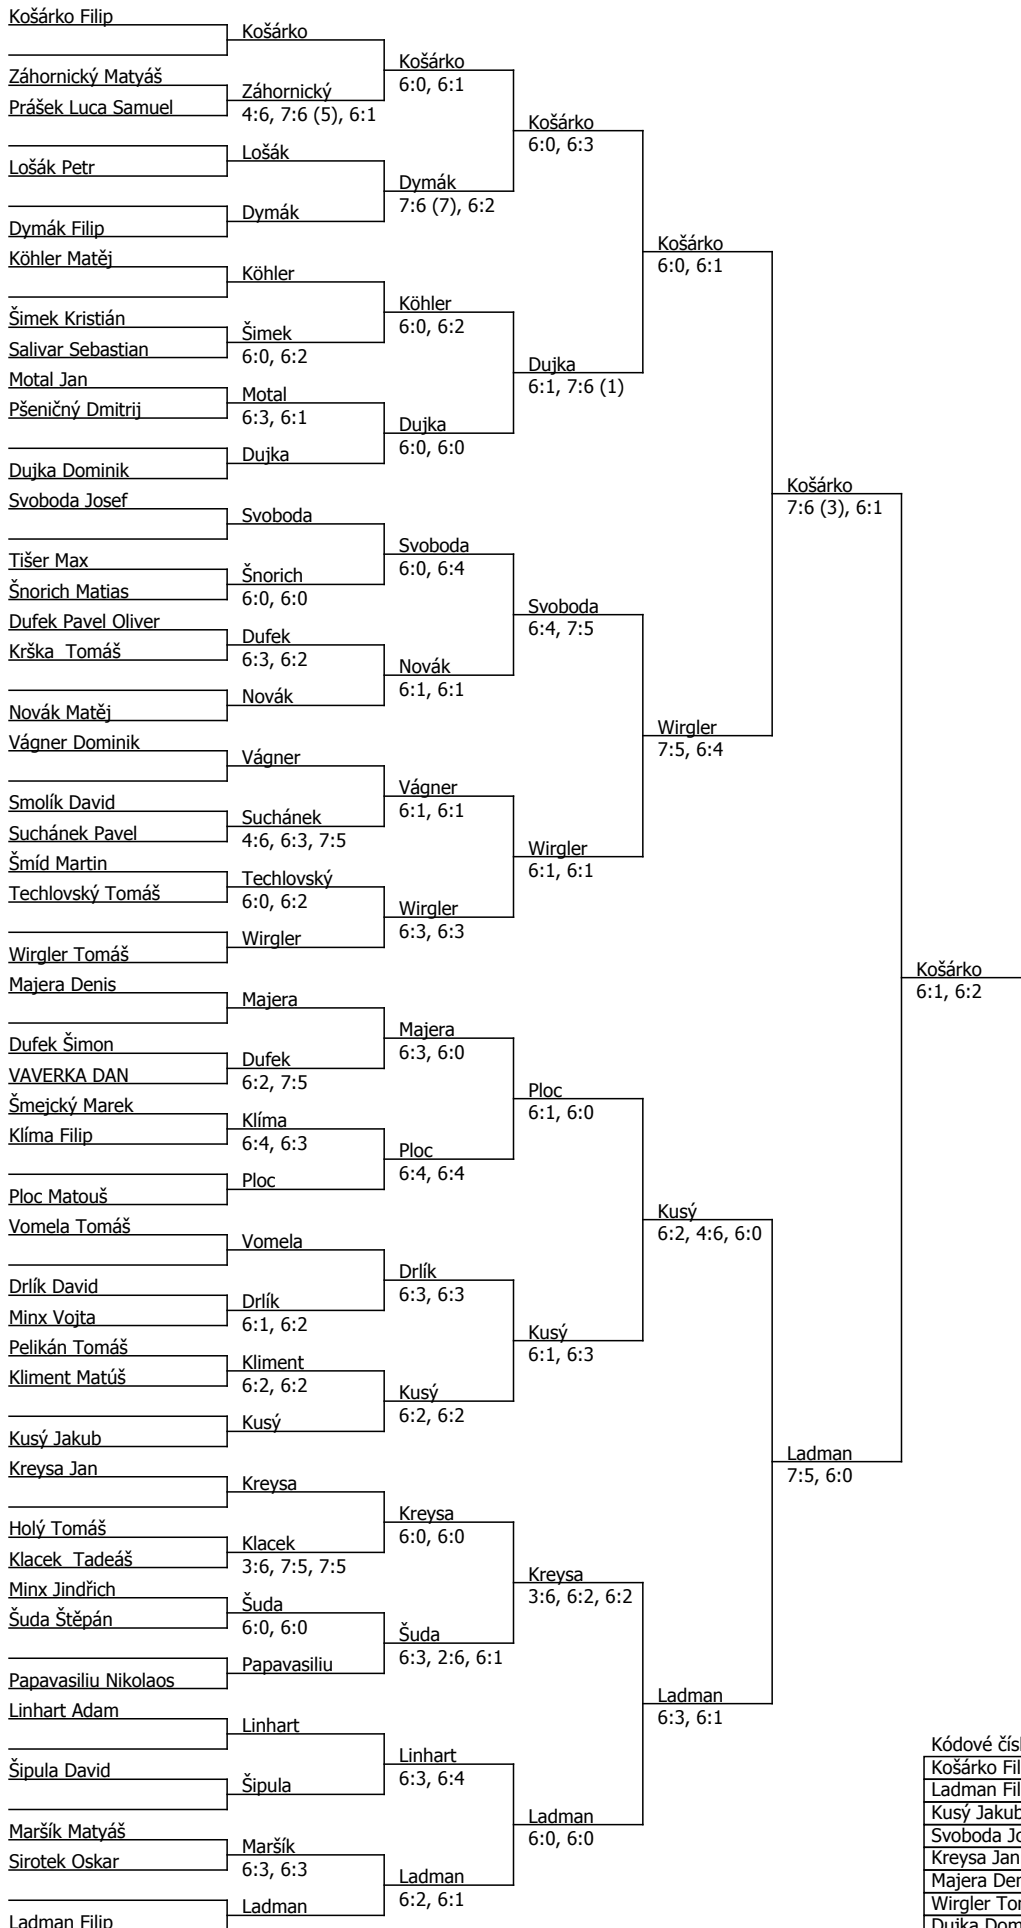 Košárko Filip
Košárko
Košárko
6:0, 6:1
Záhornický Matyáš
Záhornický
4:6, 7:6 (5), 6:1
Prášek Luca Samuel
Košárko
6:0, 6:3
Lošák
Lošák Petr
Dymák
7:6 (7), 6:2
Dymák
Dymák Filip
Košárko
6:0, 6:1
Köhler Matěj
Köhler
Köhler
6:0, 6:2
Šimek Kristián
Šimek
6:0, 6:2
Salivar Sebastian
Dujka
6:1, 7:6 (1)
Motal Jan
Motal
6:3, 6:1
Pšeničný Dmitrij
Dujka
6:0, 6:0
Dujka
Dujka Dominik
Košárko
7:6 (3), 6:1
Svoboda Josef
Svoboda
Svoboda
6:0, 6:4
Tišer Max
Šnorich
6:0, 6:0
Šnorich Matias
Svoboda
6:4, 7:5
Dufek Pavel Oliver
Dufek
6:3, 6:2
Krška  Tomáš
Novák
6:1, 6:1
Novák
Novák Matěj
Wirgler
7:5, 6:4
Vágner Dominik
Vágner
Vágner
6:1, 6:1
Smolík David
Suchánek
4:6, 6:3, 7:5
Suchánek Pavel
Wirgler
6:1, 6:1
Šmíd Martin
Techlovský
6:0, 6:2
Techlovský Tomáš
Wirgler
6:3, 6:3
Wirgler
Wirgler Tomáš
Košárko
6:1, 6:2
Majera Denis
Majera
Majera
6:3, 6:0
Dufek Šimon
Dufek
6:2, 7:5
VAVERKA DAN
Ploc
6:1, 6:0
Šmejcký Marek
Klíma
6:4, 6:3
Klíma Filip
Ploc
6:4, 6:4
Ploc
Ploc Matouš
Kusý
6:2, 4:6, 6:0
Vomela Tomáš
Vomela
Drlík
6:3, 6:3
Drlík David
Drlík
6:1, 6:2
Minx Vojta
Kusý
6:1, 6:3
Pelikán Tomáš
Kliment
6:2, 6:2
Kliment Matúš
Kusý
6:2, 6:2
Kusý
Kusý Jakub
Ladman
7:5, 6:0
Kreysa Jan
Kreysa
Kreysa
6:0, 6:0
Holý Tomáš
Klacek
3:6, 7:5, 7:5
Klacek  Tadeáš
Kreysa
3:6, 6:2, 6:2
Minx Jindřich
Šuda
6:0, 6:0
Šuda Štěpán
Šuda
6:3, 2:6, 6:1
Papavasiliu
Papavasiliu Nikolaos
Ladman
6:3, 6:1
Linhart Adam
Linhart
Linhart
6:3, 6:4
Šipula David
Šipula
Ladman
6:0, 6:0
Maršík Matyáš
Maršík
6:3, 6:3
Sirotek Oskar
Ladman
6:2, 6:1
Ladman
Ladman Filip
Kódové
Košárko
Ladman
Kusý Jakub
Svoboda
Kreysa Jan
Majera
Wirgler
Dujka